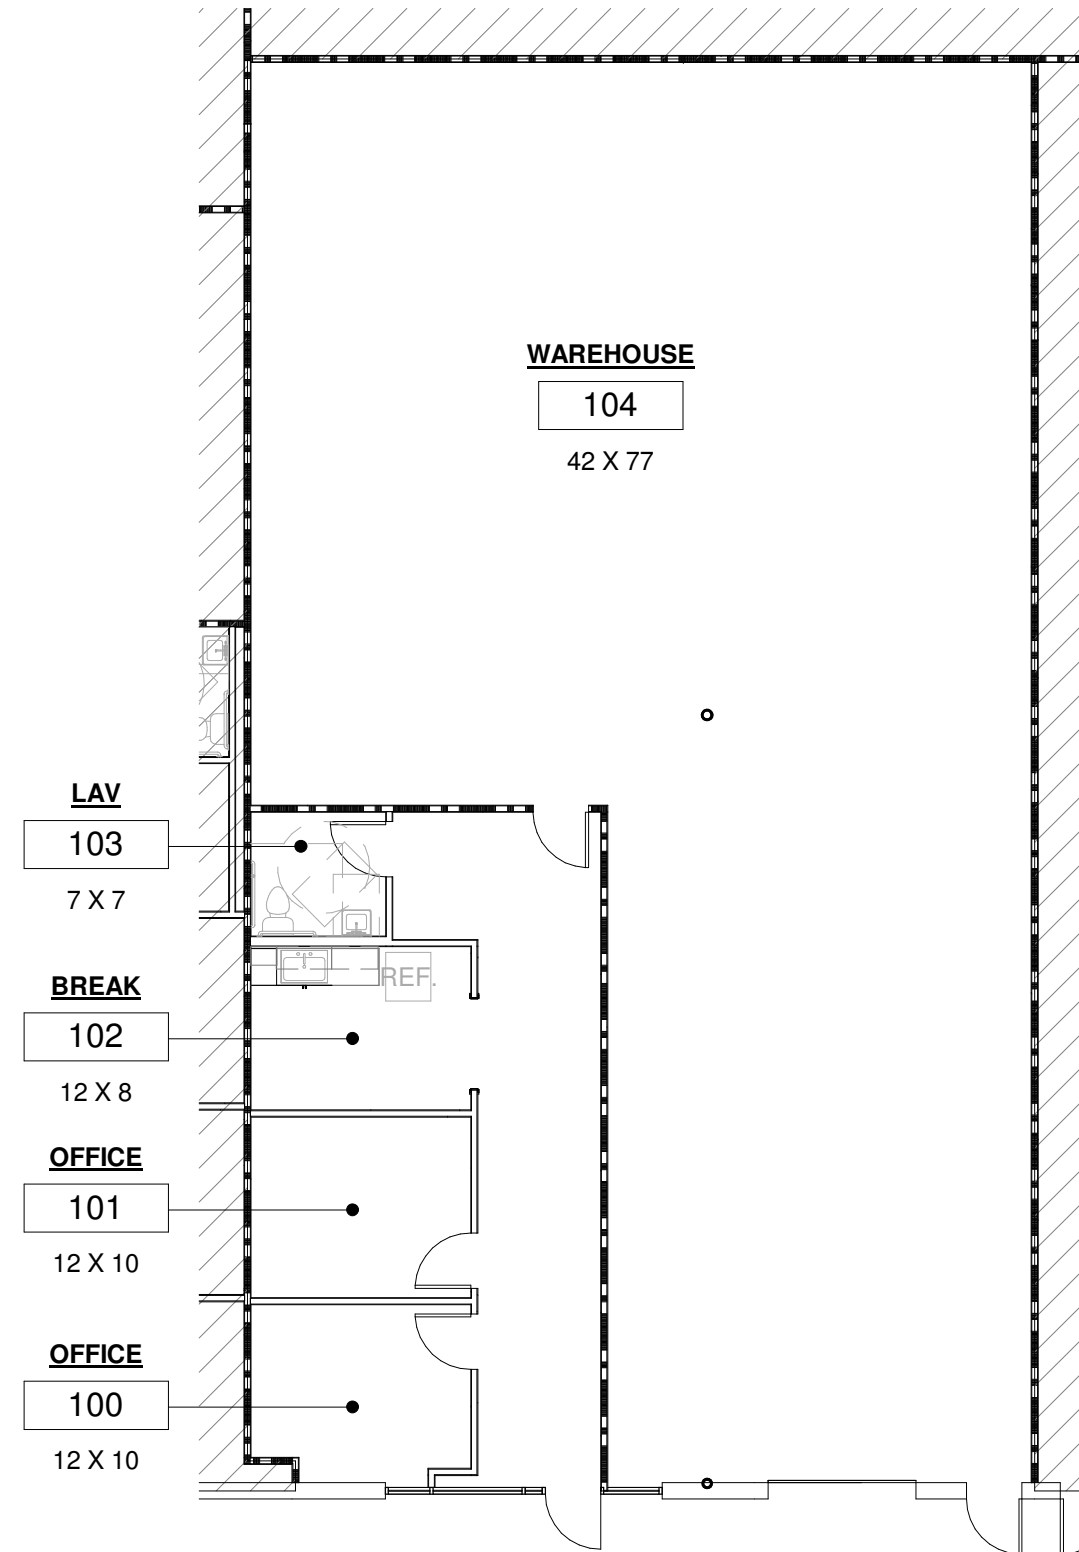 WAREHOUSE
104
42 X 77
LAV
103
7 X 7
REF.
BREAK
102
12 X 8
OFFICE
101
12 X 10
OFFICE
100
12 X 10